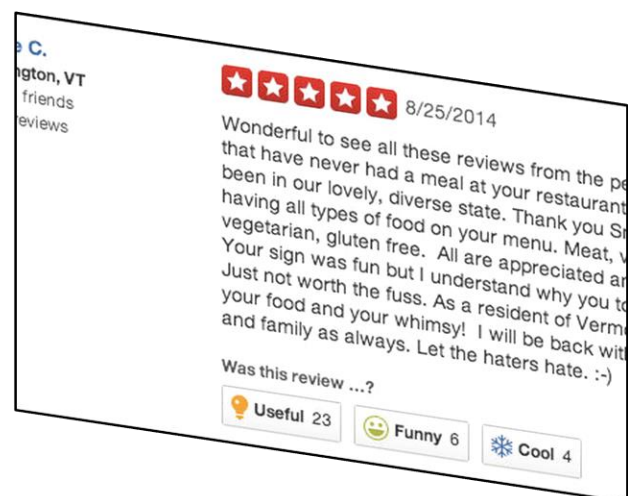 e C.
ngton, VT
friends
eviews
8/25/2014
Wonderful to see all these reviews from the pe
that have never had a meal at your restaurant
been in our lovely, diverse state. Thank you Sn
having all types of food on your menu. Meat, v
vegetarian, gluten free. All are appreciated an
Your sign was fun but I understand why you to
Just not worth the fuss. As a resident of Vermo
your food and your whimsy! I will be back with
and family as always. Let the haters hate. :-)
Was this review ...?
Useful 23
Funny 6
Cool 4